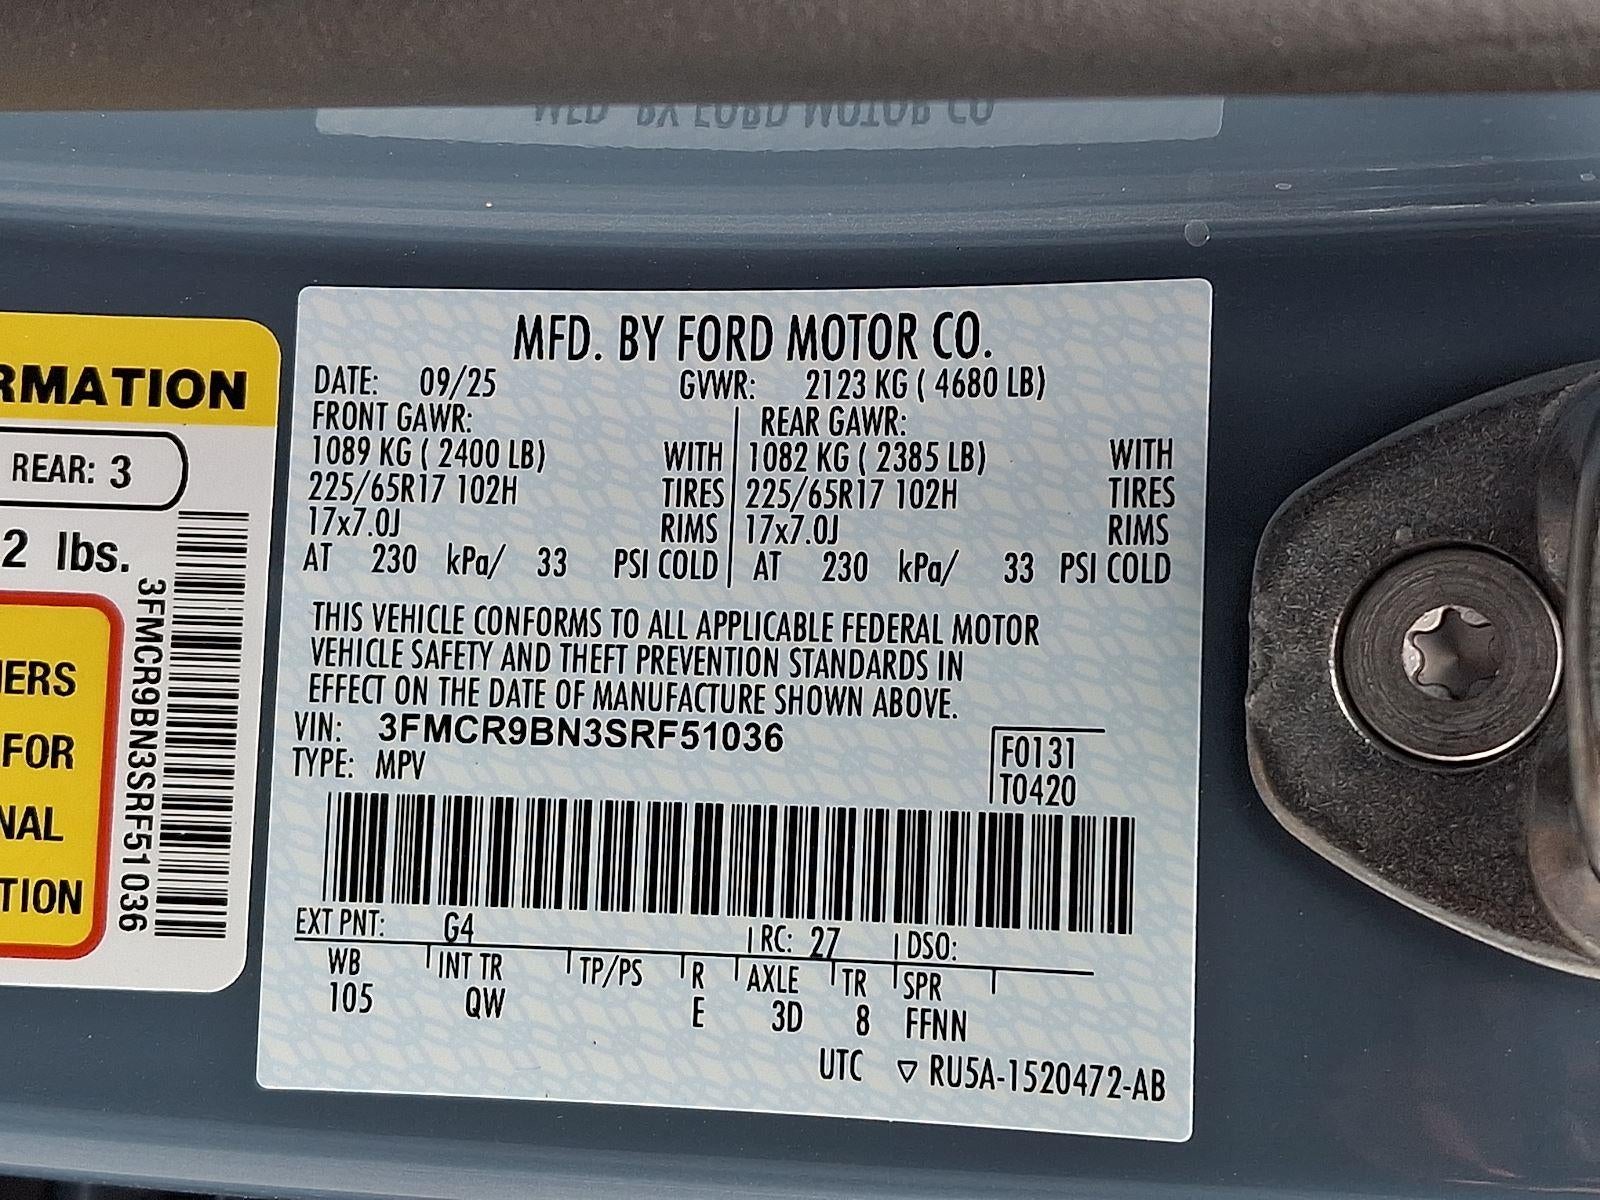 MFD. BY FORD MOTOR CO.
DATE: 09/25 GVWR: 2123 KG ( 4680 LB)
FRONT GAWR: REAR GAWR:
1089 KG ( 2400 LB) WITH 1082 KG ( 2385 LB) WITH
225/65R17 102H TIRES 225/65R17 102H TIRES
17x7.0J RIMS 17x7.0J RIMS
AT 230 kPa/ 33 PSI COLD AT 230 kPa/ 33 PSI COLD
THIS VEHICLE CONFORMS TO ALL APPLICABLE FEDERAL MOTOR
VEHICLE SAFETY AND THEFT PREVENTION STANDARDS IN
EFFECT ON THE DATE OF MANUFACTURE SHOWN ABOVE.
VIN: 3FMCR9BN3SRF51036
TYPE: MPV
F0131
T0420
EXT PNT: G4 RC: 27 DSO:
WB INT TR TP/PS R AXLE TR SPR
105 QW E 3D 8 FFNN
UTC ▽ RU5A-1520472-AB
RMATION
REAR: 3
2 lbs.
3FMCR9BN3SRF51036
ERS
FOR
NAL
TION